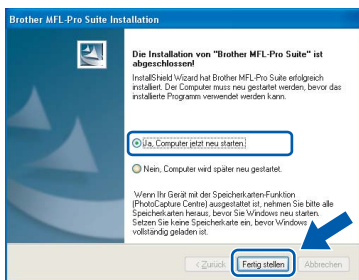 Brother MFL-Pro Suite Installation
Die Installation von "Brother MFL-Pro Suite" ist
abgeschlossen!
InstallShield Wizard hat Brother MFL-Pro Suite erfolgreich
installiert. Der Computer muss neu gestartet werden, bevor das
installierte Programm verwendet werden kann.
Ja, Computer jetzt neu starten.
Nein, Computer wird später neu gestartet.
Wenn Ihr Gerät mit der Speicherkarten-Funktion
(PhotoCapture Centre) ausgestattet ist, nehmen Sie bitte alle
Speicherkarten heraus, bevor Sie Windows neu starten.
Setzen Sie keine Speicherkarte ein, bevor Windows
vollständig geladen ist.
< Zurück Fertig stellen Abbrechen